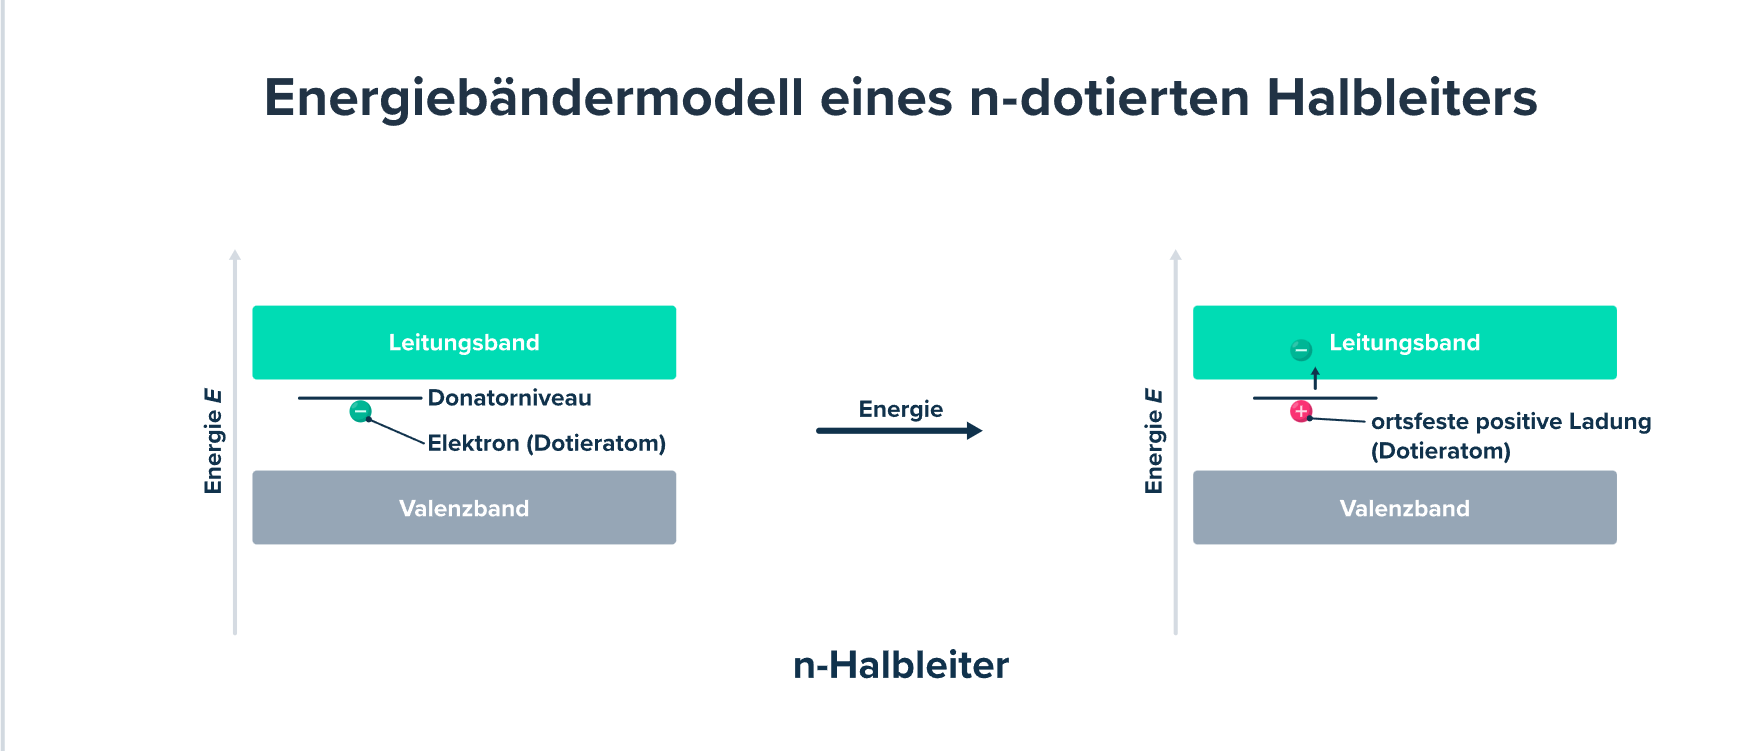 Energiebändermodell eines n-dotierten Halbleiters
Energie E
Leitungsband
Donatorniveau
−
Elektron (Dotieratom)
Valenzband
Energie
Energie E
−
Leitungsband
+
ortsfeste positive Ladung
(Dotieratom)
Valenzband
n-Halbleiter